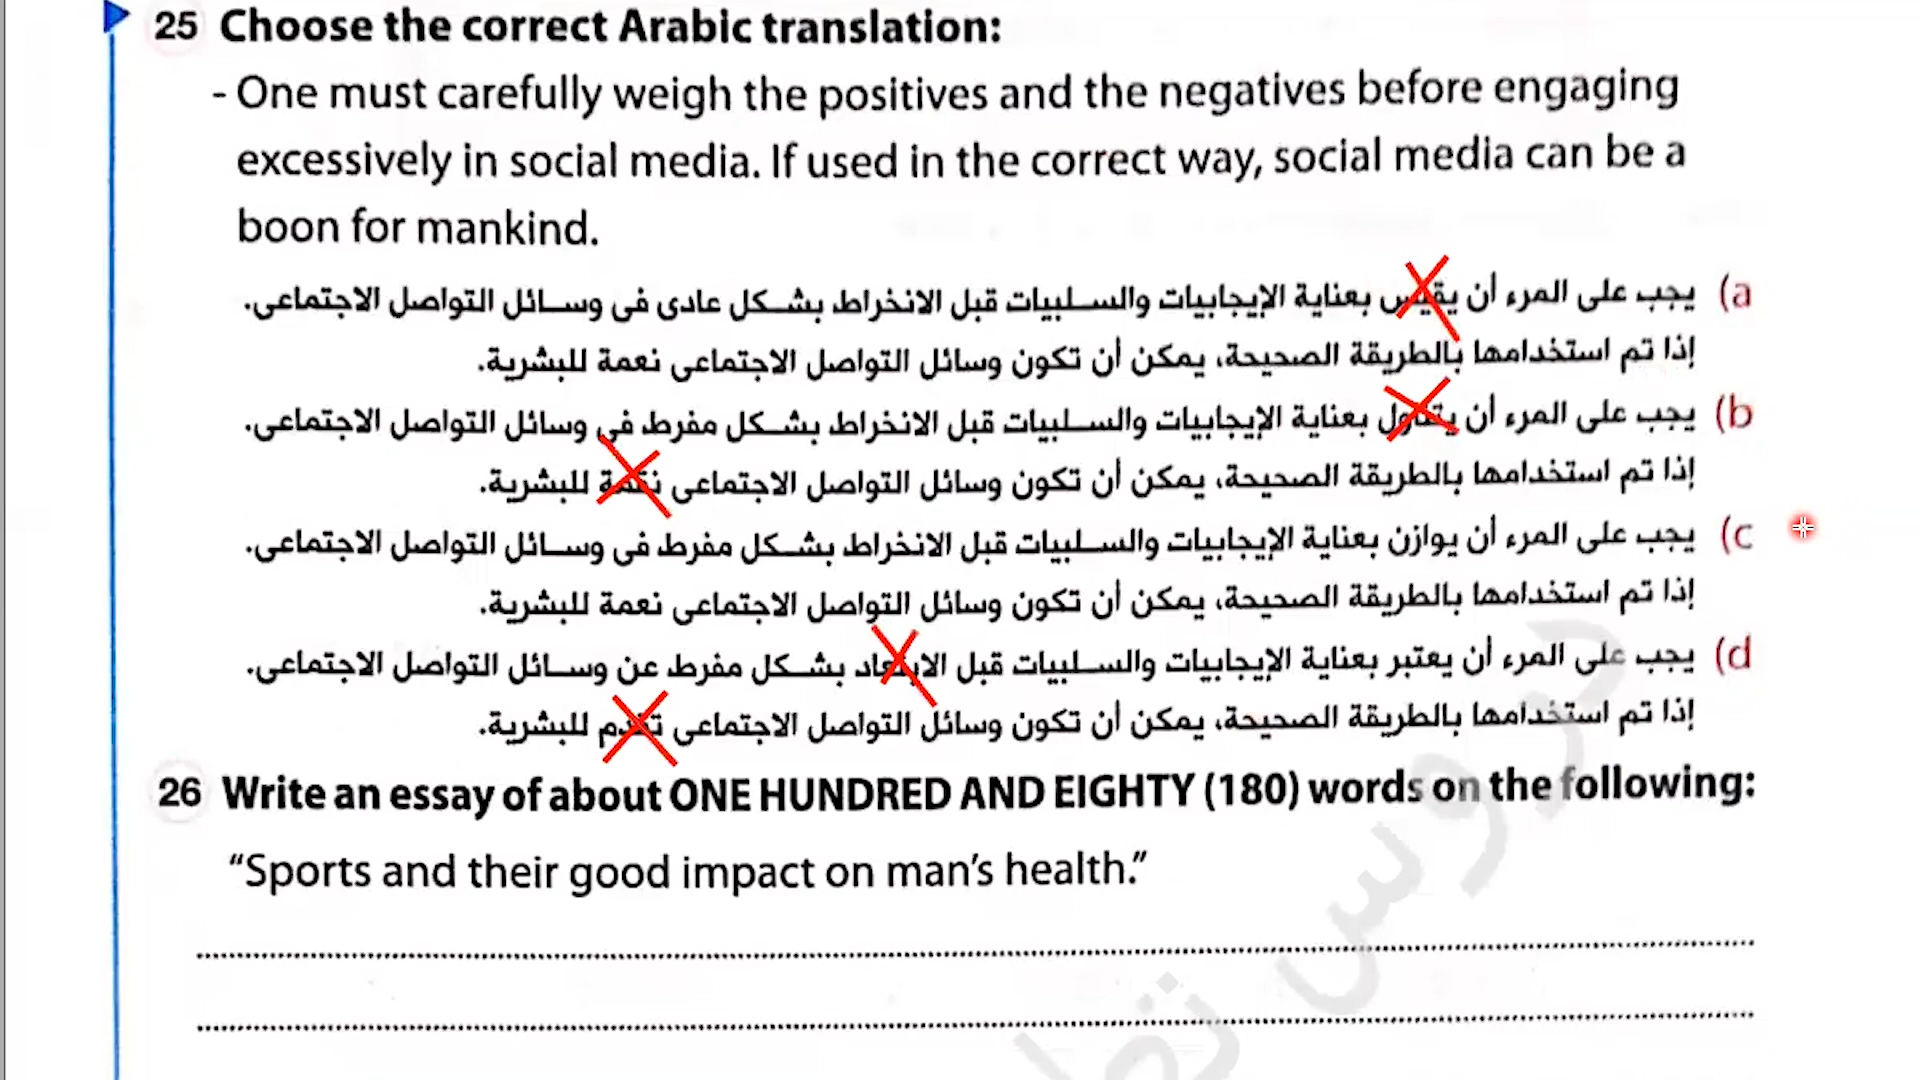 25 Choose the correct Arabic translation:
- One must carefully weigh the positives and the negatives before engaging
excessively in social media. If used in the correct way, social media can be a
boon for mankind.
a) يجب على المرء أن يقيس بعناية الإيجابيات والسلبيات قبل الانخراط بشكل عادى فى وسائل التواصل الاجتماعى.
إذا تم استخدامها بالطريقة الصحيحة، يمكن أن تكون وسائل التواصل الاجتماعى نعمة للبشرية.
b) يجب على المرء أن يتناول بعناية الإيجابيات والسلبيات قبل الانخراط بشكل مفرط فى وسائل التواصل الاجتماعى.
إذا تم استخدامها بالطريقة الصحيحة، يمكن أن تكون وسائل التواصل الاجتماعى نقمة للبشرية.
c) يجب على المرء أن يوازن بعناية الإيجابيات والسلبيات قبل الانخراط بشكل مفرط فى وسائل التواصل الاجتماعى.
إذا تم استخدامها بالطريقة الصحيحة، يمكن أن تكون وسائل التواصل الاجتماعى نعمة للبشرية.
d) يجب على المرء أن يعتبر بعناية الإيجابيات والسلبيات قبل الابتعاد بشكل مفرط عن وسائل التواصل الاجتماعى.
إذا تم استخدامها بالطريقة الصحيحة، يمكن أن تكون وسائل التواصل الاجتماعى تقدم للبشرية.
26 Write an essay of about ONE HUNDRED AND EIGHTY (180) words on the following:
“Sports and their good impact on man’s health.”
دروس